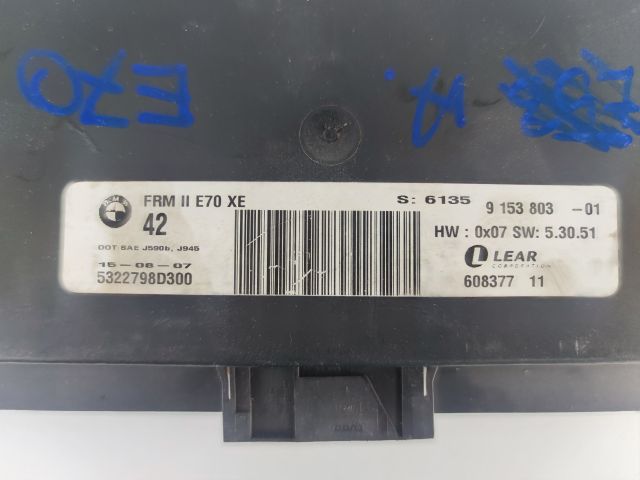 E70
FRM II E70 XE
42
DOT SAE J590b, J945
15-08-07
5322798D300
S: 6135 9 153 803 -01
HW : 0x07 SW: 5.30.51
LEAR
CORPORATION
608377 11